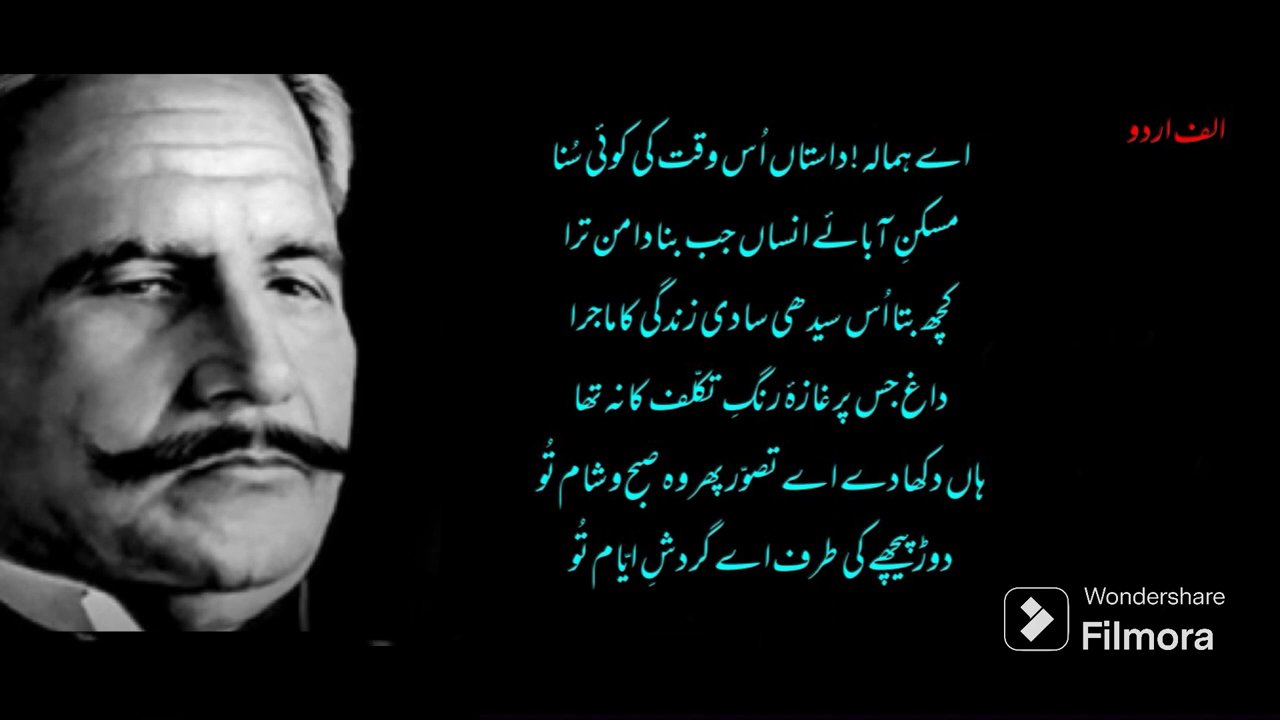 الف اردو
اے ہمالہ! داستاں اُس وقت کی کوئی سُنا
مسکنِ آبائے انساں جب بنا دامن ترا
کچھ بتا اُس سیدھی سادی زندگی کا ماجرا
داغ جس پر غازۂ رنگِ تکلّف کا نہ تھا
ہاں دکھا دے اے تصوّر پھر وہ صبح و شام تُو
دوڑ پیچھے کی طرف اے گردشِ ایّام تُو
Wondershare
Filmora